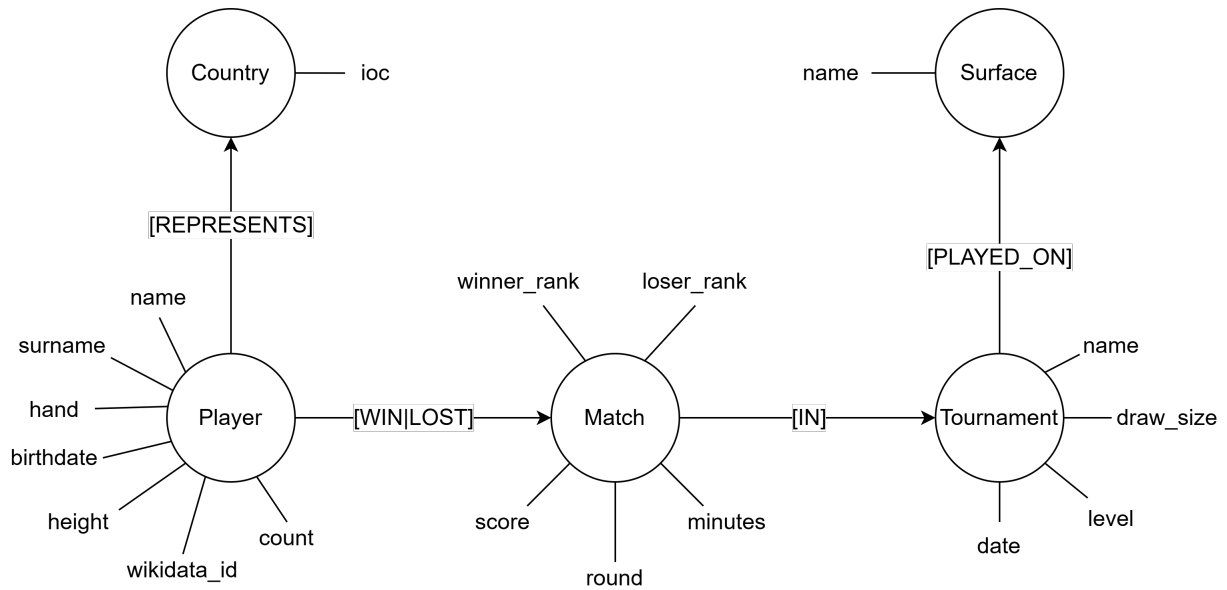 Country
ioc
name
Surface
[REPRESENTS]
[PLAYED_ON]
winner_rank
loser_rank
name
surname
hand
birthdate
height
wikidata_id
count
Player
[WIN|LOST]
Match
[IN]
Tournament
name
draw_size
level
date
score
round
minutes